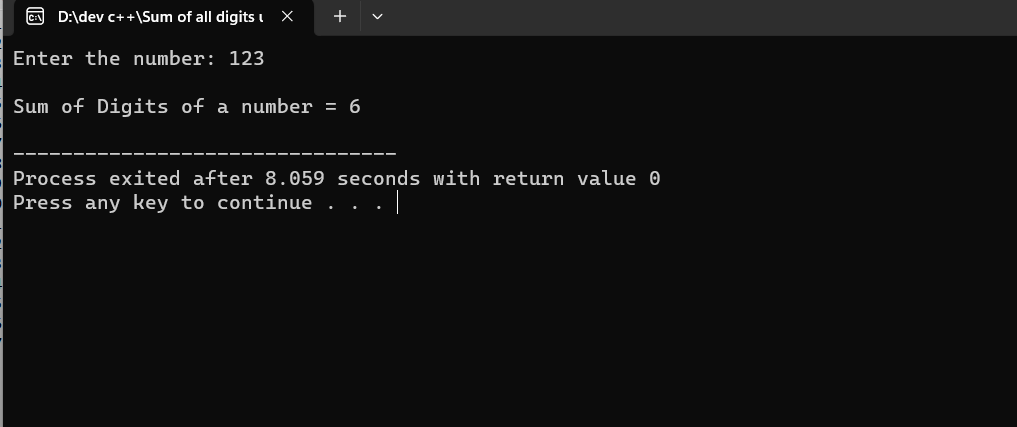 D:\dev c++\Sum of all digits u
Enter the number: 123
Sum of Digits of a number = 6
--------------------------------
Process exited after 8.059 seconds with return value 0
Press any key to continue . . .